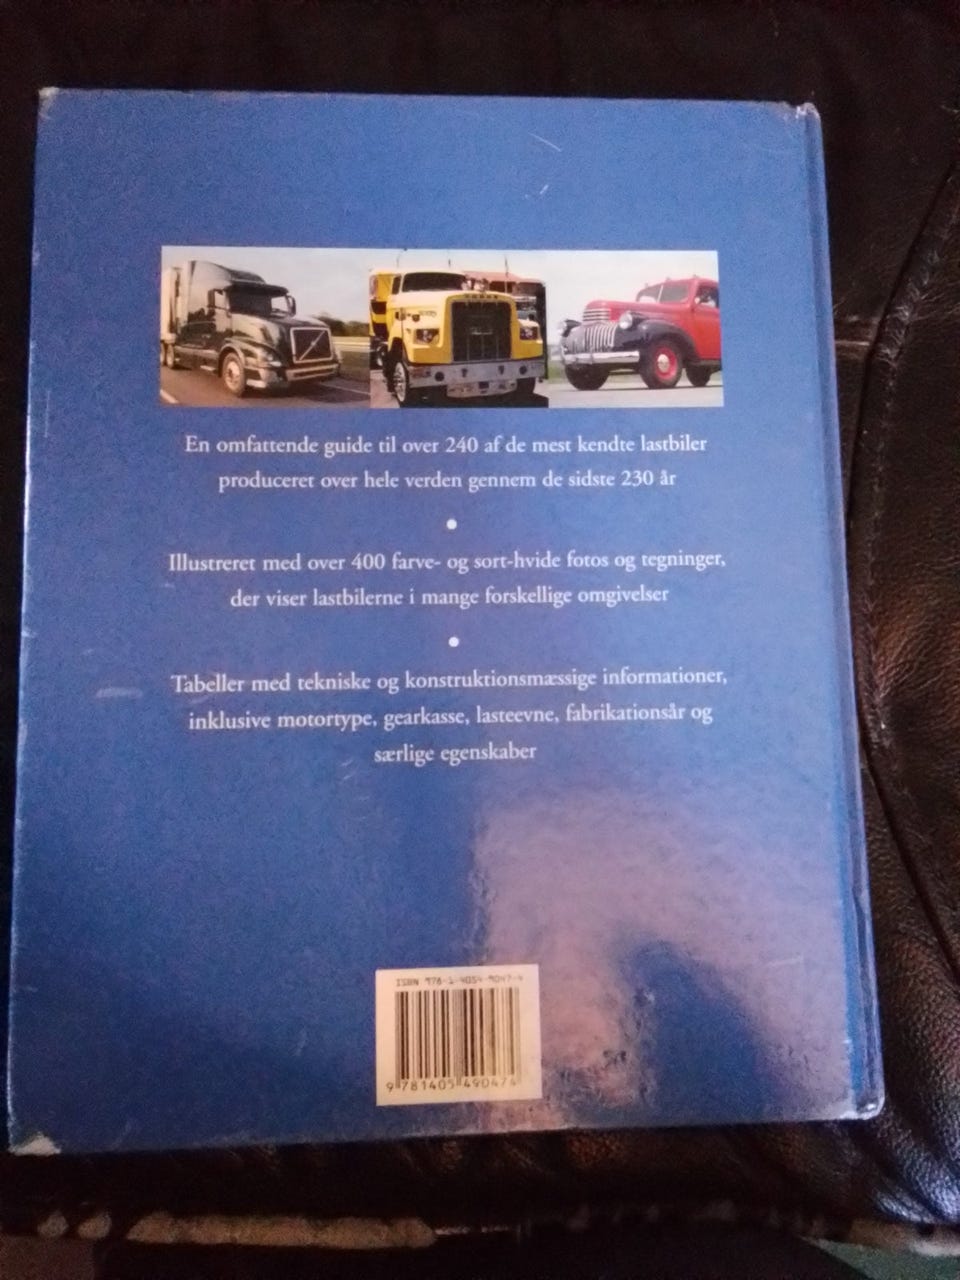 En omfattende guide til over 240 af de mest kendte lastbiler
produceret over hele verden gennem de sidste 230 år
Illustreret med over 400 farve- og sort-hvide fotos og tegninger,
der viser lastbilerne i mange forskellige omgivelser
Tabeller med tekniske og konstruktionsmæssige informationer,
inklusive motortype, gearkasse, lasteevne, fabrikationsår og
særlige egenskaber
ISBN 978-1-4054-9047-4
9 781405 490474